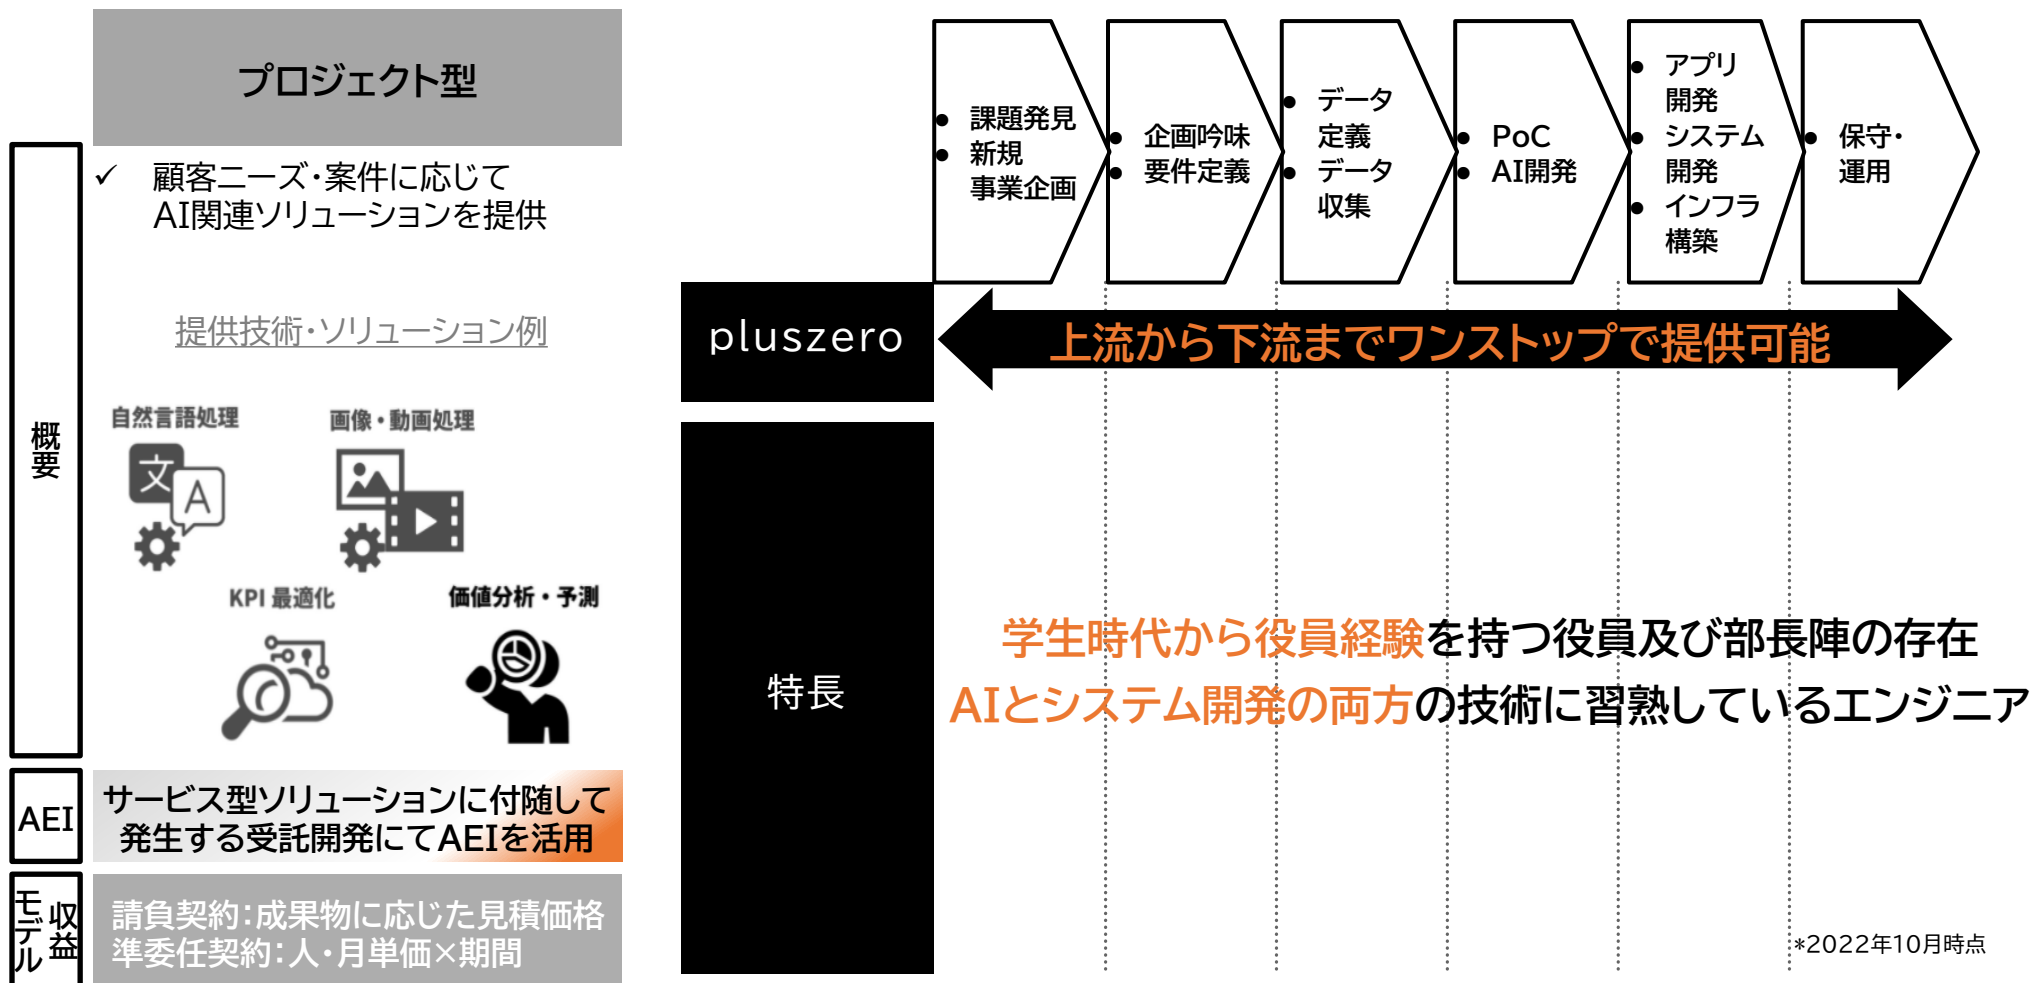 プロジェクト型
概要
✓ 顧客ニーズ・案件に応じて
AI関連ソリューションを提供
提供技術・ソリューション例
自然言語処理
画像・動画処理
文
A
KPI 最適化
価値分析・予測
AEI
サービス型ソリューションに付随して
発生する受託開発にてAEIを活用
収益
モデル
請負契約：成果物に応じた見積価格
準委任契約：人・月単価×期間
● 課題発見
● 新規
事業企画
● 企画吟味
● 要件定義
● データ
定義
● データ
収集
● PoC
● AI開発
● アプリ
開発
● システム
開発
● インフラ
構築
● 保守・
運用
pluszero
上流から下流までワンストップで提供可能
特長
学生時代から役員経験を持つ役員及び部長陣の存在
AIとシステム開発の両方の技術に習熟しているエンジニア
*2022年10月時点